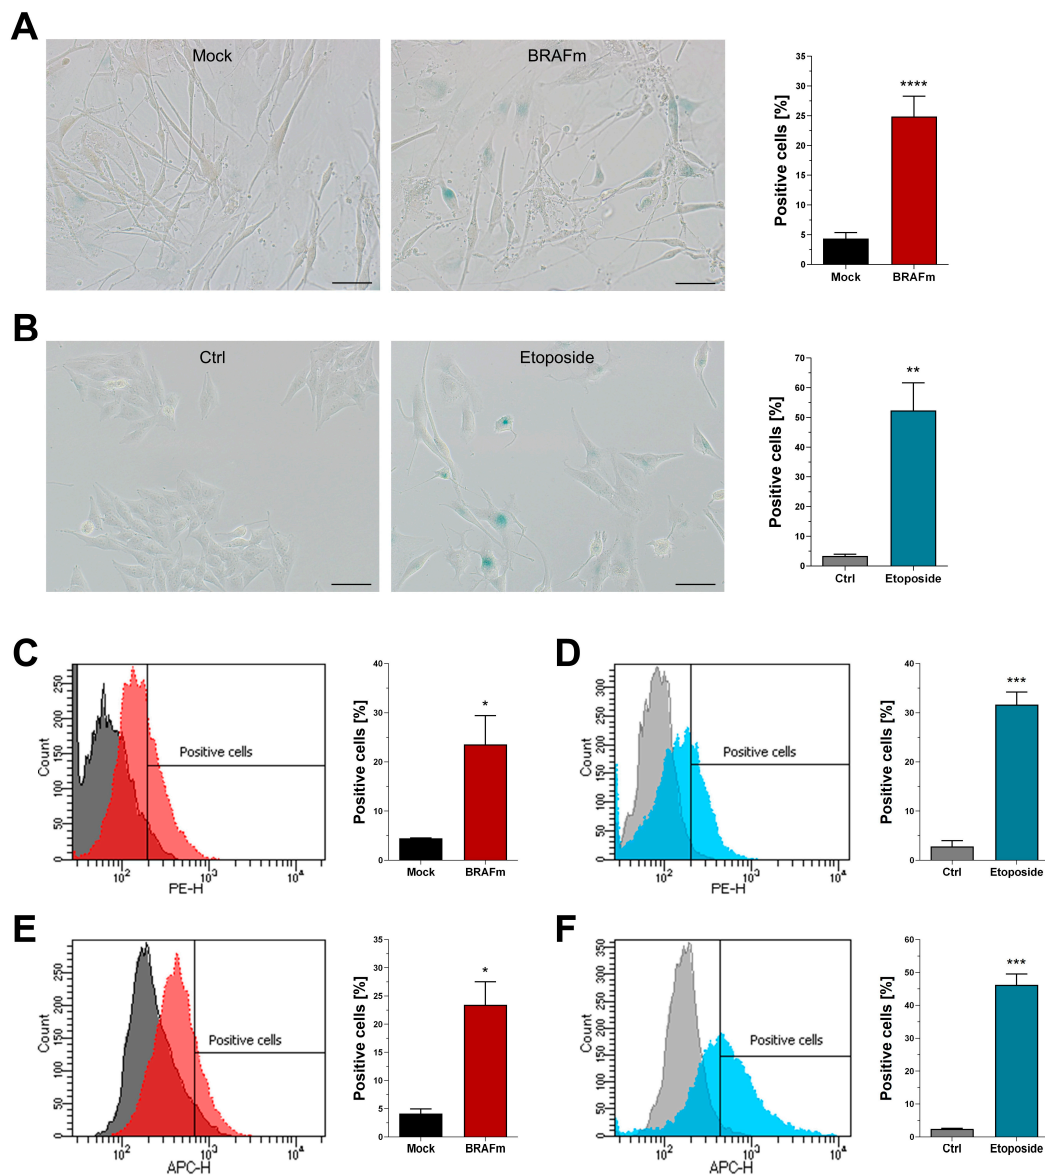 A
Mock
BRAFm
Positive cells [%]
35
30
25
20
15
10
5
0
****
Mock
BRAFm
B
Ctrl
Etoposide
Positive cells [%]
70
60
50
40
30
20
10
0
**
Ctrl
Etoposide
C
Count
250
200
150
100
50
0
Positive cells
10²
10³
10⁴
PE-H
Positive cells [%]
40
30
20
10
0
*
Mock
BRAFm
D
Count
300
250
200
150
100
50
0
Positive cells
10²
10³
10⁴
PE-H
Positive cells [%]
40
30
20
10
0
***
Ctrl
Etoposide
E
Count
250
200
150
100
50
0
Positive cells
10²
10³
10⁴
APC-H
Positive cells [%]
35
30
25
20
15
10
5
0
*
Mock
BRAFm
F
Count
350
300
250
200
150
100
50
0
Positive cells
10²
10³
10⁴
APC-H
Positive cells [%]
60
50
40
30
20
10
0
***
Ctrl
Etoposide